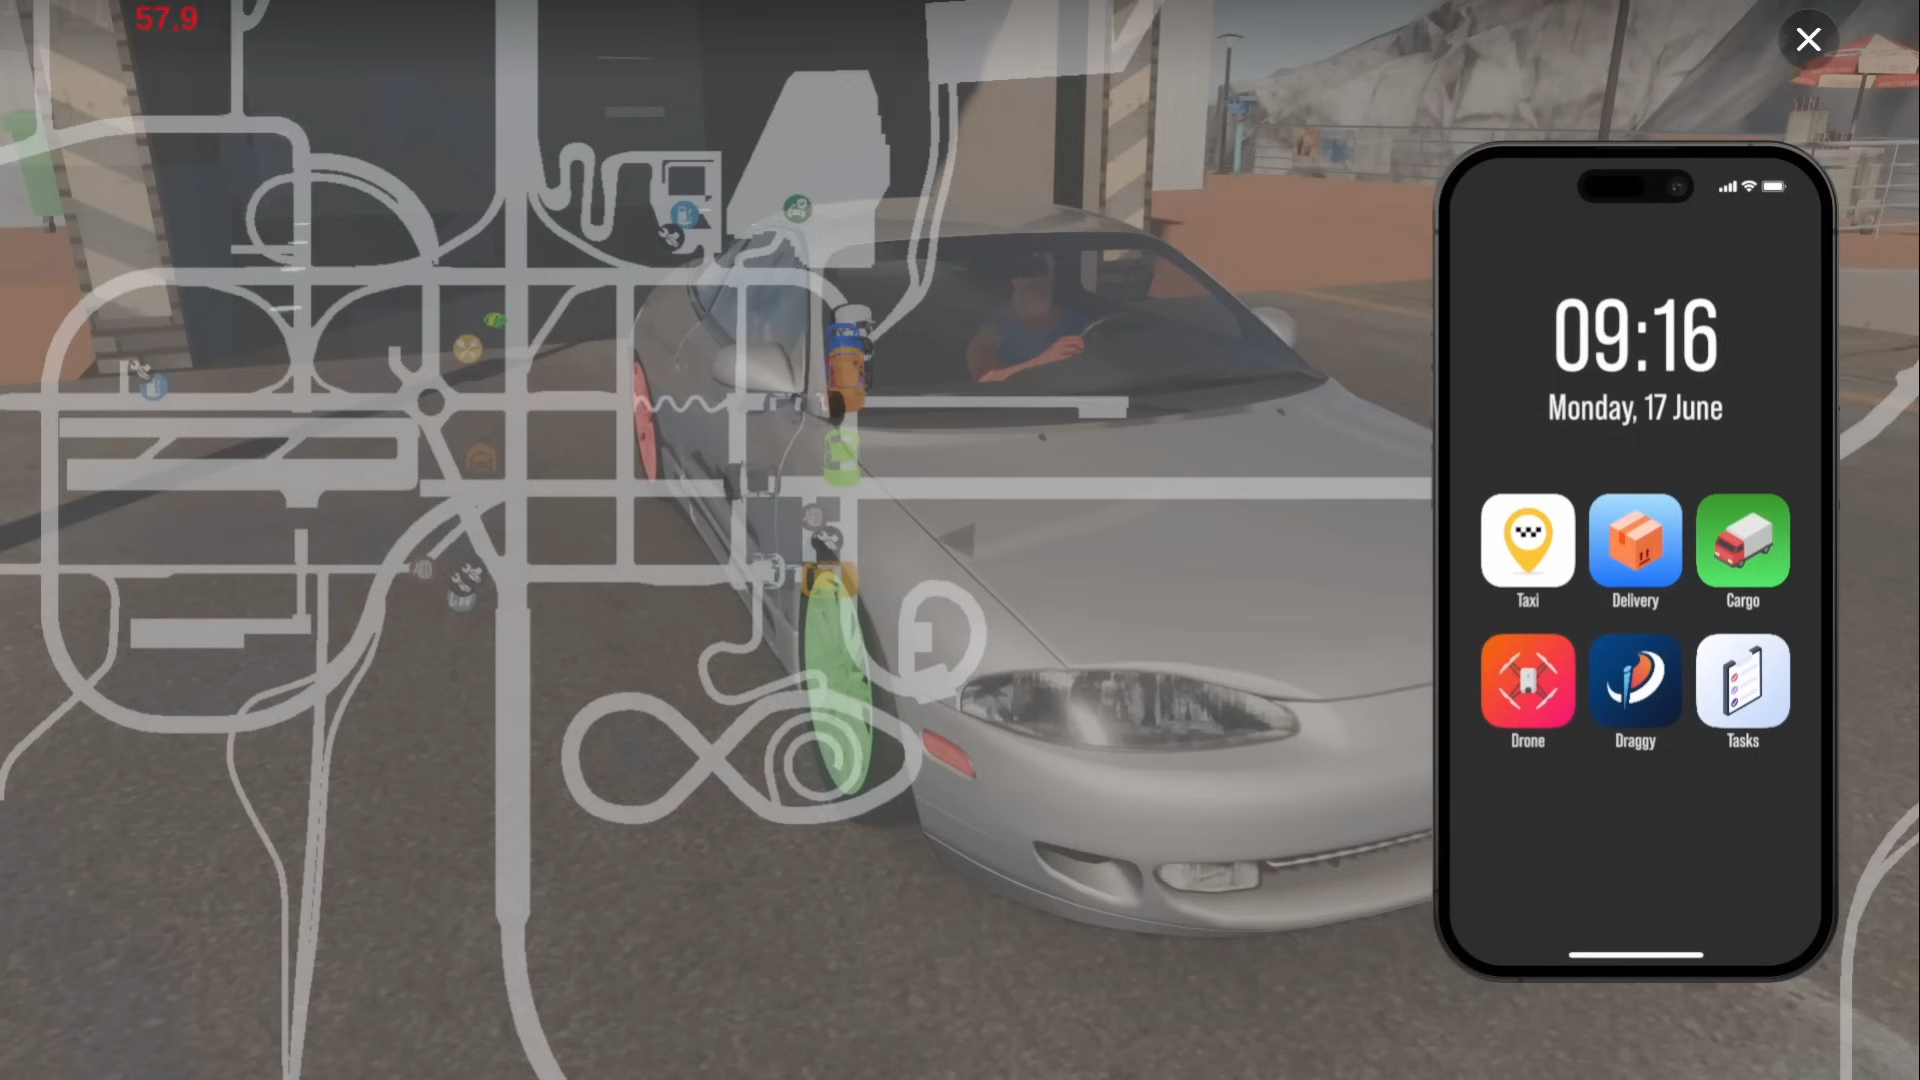 57,9
09:16
Monday, 17 June
Taxi
Delivery
Cargo
Drone
Draggy
Tasks